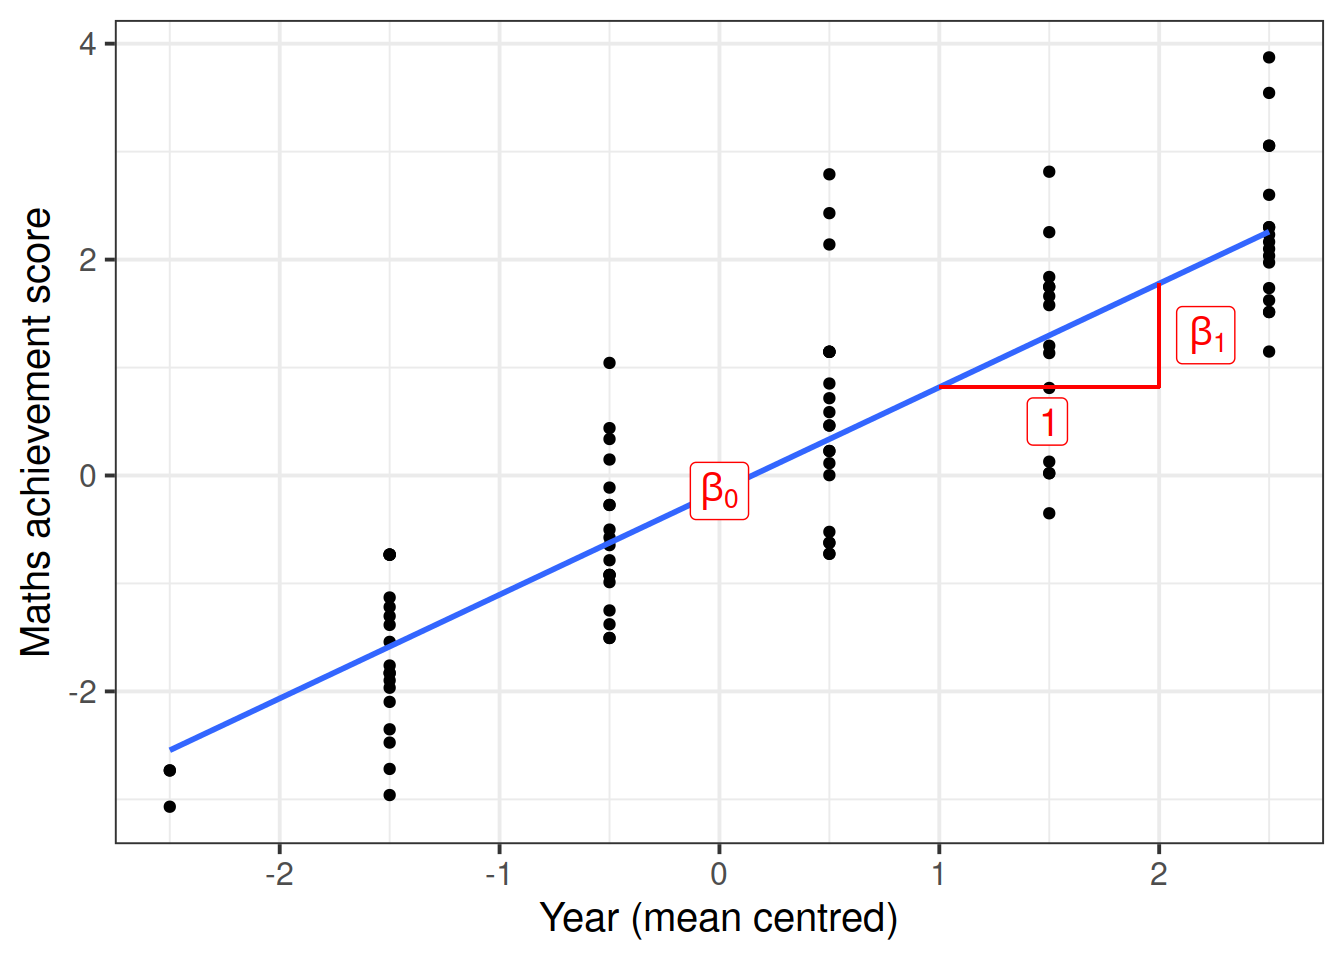 4
2
0
-2
Maths achievement score
β₁
1
β₀
-2 -1 0 1 2
Year (mean centred)